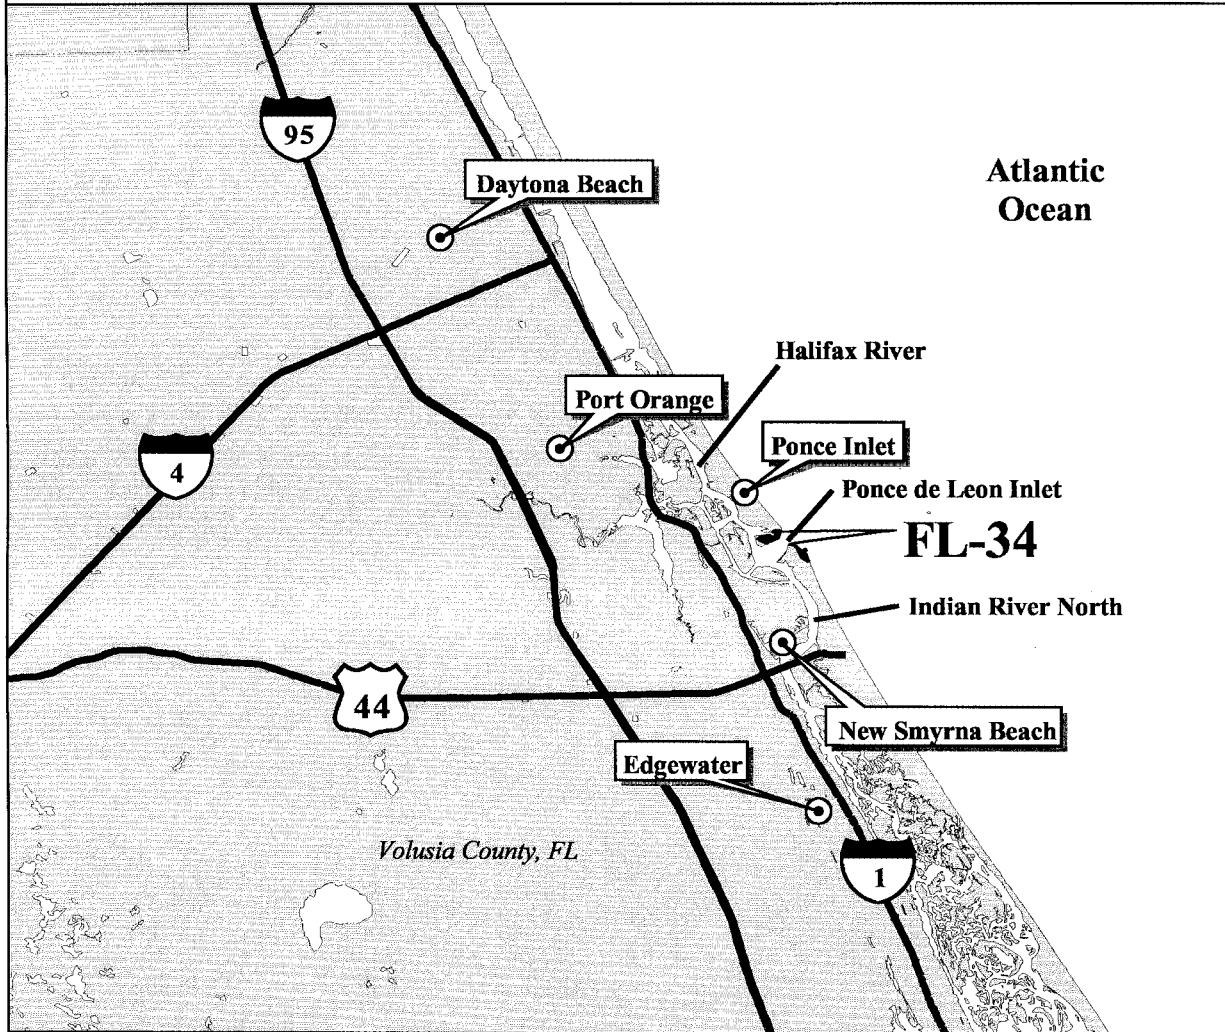 95
Atlantic
Ocean
Daytona Beach
Halifax River
Port Orange
Ponce Inlet
4
Ponce de Leon Inlet
FL-34
Indian River North
44
New Smyrna Beach
Edgewater
Volusia County, FL
1